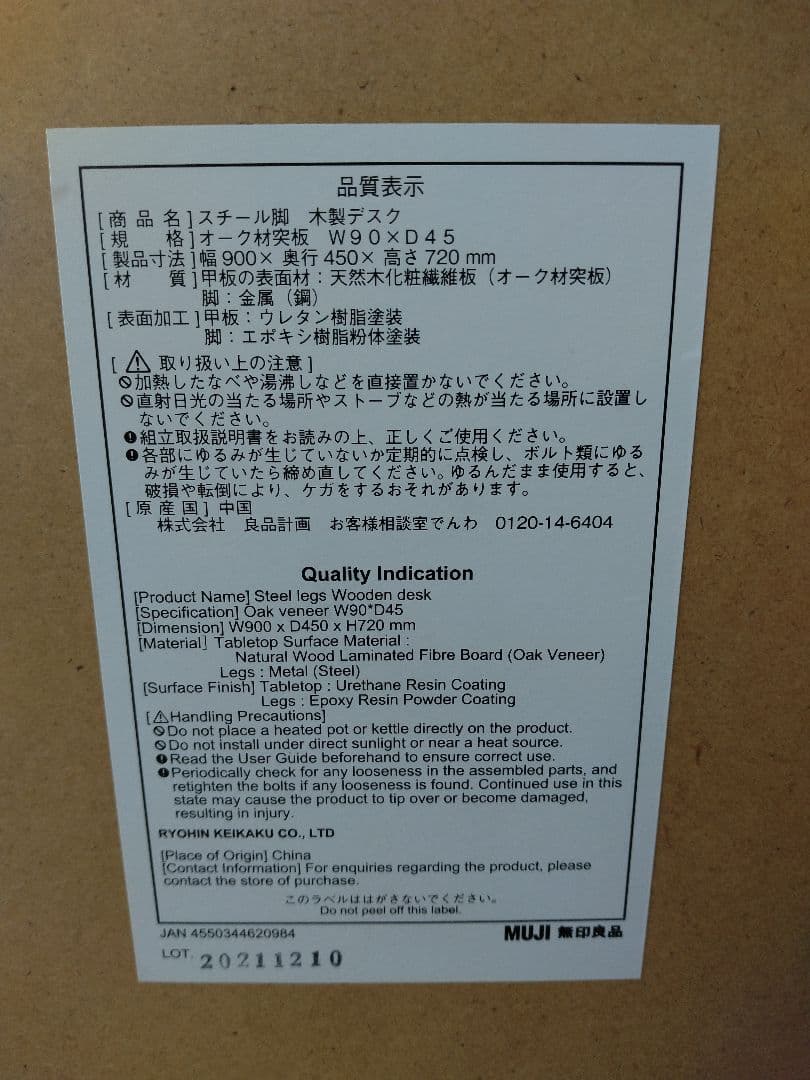 品質表示
[商品名]スチール脚 木製デスク
[規 格]オーク材突板 W90×D45
[製品寸法]幅900× 奥行450× 高さ720 mm
[材 質]甲板の表面材：天然木化粧繊維板（オーク材突板）
脚：金属（鋼）
[表面加工]甲板：ウレタン樹脂塗装
脚：エポキシ樹脂粉体塗装
[⚠ 取り扱い上の注意]
加熱したなべや湯沸しなどを直接置かないでください。
直射日光の当たる場所やストーブなどの熱が当たる場所に設置し
ないでください。
組立取扱説明書をお読みの上、正しくご使用ください。
各部にゆるみが生じていないか定期的に点検し、ボルト類にゆる
みが生じていたら締め直してください。ゆるんだまま使用すると、
破損や転倒により、ケガをするおそれがあります。
[原産国]中国
株式会社 良品計画 お客様相談室でんわ 0120-14-6404
Quality Indication
[Product Name] Steel legs Wooden desk
[Specification] Oak veneer W90*D45
[Dimension] W900 x D450 x H720 mm
[Material] Tabletop Surface Material :
Natural Wood Laminated Fibre Board (Oak Veneer)
Legs : Metal (Steel)
[Surface Finish] Tabletop : Urethane Resin Coating
Legs : Epoxy Resin Powder Coating
[⚠Handling Precautions]
Do not place a heated pot or kettle directly on the product.
Do not install under direct sunlight or near a heat source.
Read the User Guide beforehand to ensure correct use.
Periodically check for any looseness in the assembled parts, and
retighten the bolts if any looseness is found. Continued use in this
state may cause the product to tip over or become damaged,
resulting in injury.
RYOHIN KEIKAKU CO., LTD
[Place of Origin] China
[Contact Information] For enquiries regarding the product, please
contact the store of purchase.
このラベルははがさないでください。
Do not peel off this label.
JAN 4550344620984
MUJI 無印良品
LOT. 20211210